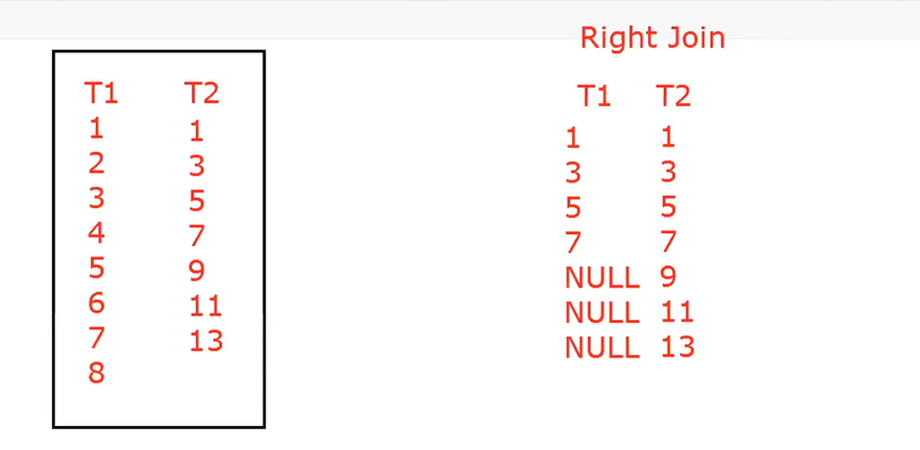 Right Join
T1 T2
1 1
2 3
3 5
4 7
5 9
6 11
7 13
8
T1 T2
1 1
3 3
5 5
7 7
NULL 9
NULL 11
NULL 13